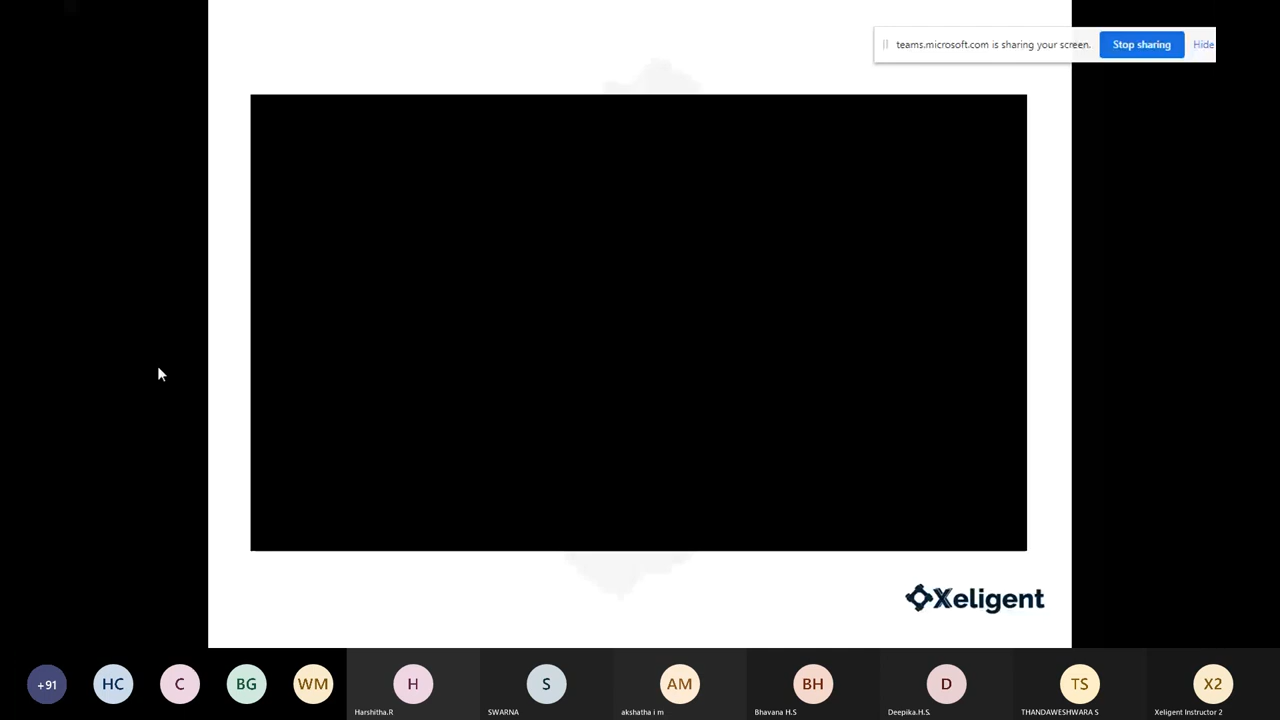 teams.microsoft.com is sharing your screen. Stop sharing Hide
Xeligent
+91 HC C BG WM H S AM BH D TS X2
Harshitha.R SWARNA akshatha i m Bhavana H.S Deepika.H.S. THANDAWESHWARA S Xeligent Instructor 2